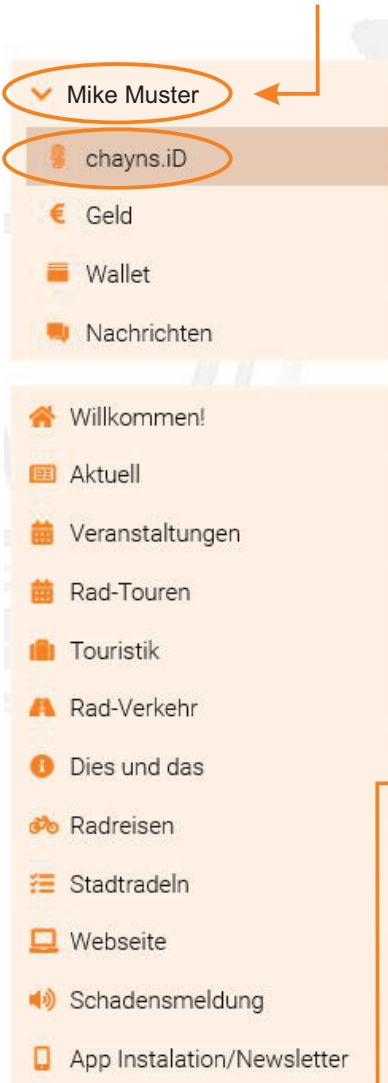 Mike Muster
chayns.iD
Geld
Wallet
Nachrichten
Willkommen!
Aktuell
Veranstaltungen
Rad-Touren
Touristik
Rad-Verkehr
Dies und das
Radreisen
Stadtradeln
Webseite
Schadensmeldung
App Instalation/Newsletter